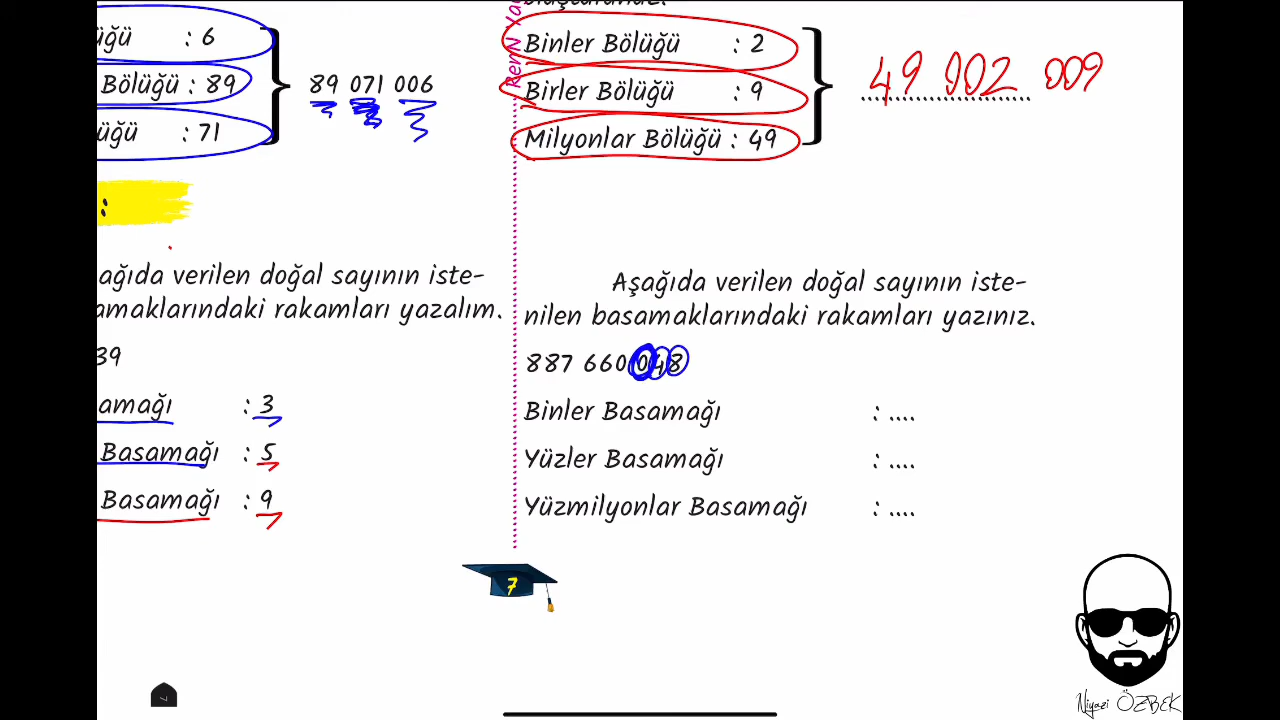 üğü : 6
Bölüğü : 89
üğü : 71
89 071 006
:
ağıda verilen doğal sayının iste-
amaklarındaki rakamları yazalım.
39
amağı : 3
Basamağı : 5
Basamağı : 9
Binler Bölüğü : 2
Birler Bölüğü : 9
Milyonlar Bölüğü : 49
49 002 009
Aşağıda verilen doğal sayının iste-
nilen basamaklarındaki rakamları yazınız.
887 660 048
Binler Basamağı : ....
Yüzler Basamağı : ....
Yüzmilyonlar Basamağı : ....
7
7
Niyazi ÖZBEK